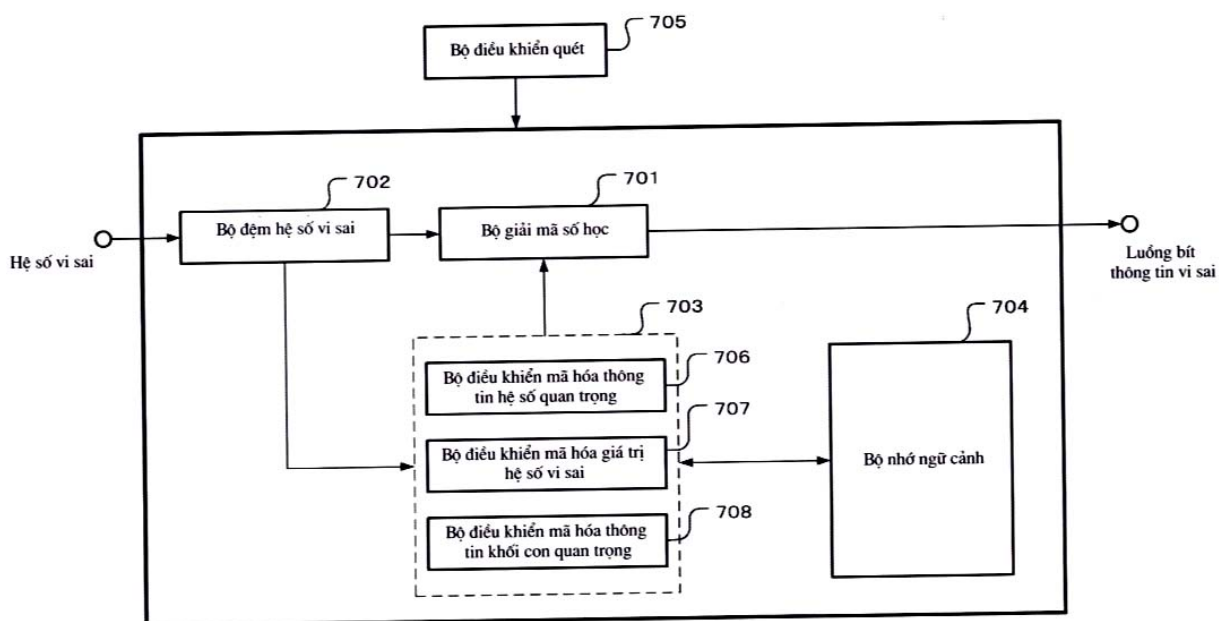 705
Bộ điều khiển quét
702
701
Bộ đệm hệ số vi sai
Bộ giải mã số học
Hệ số vi sai
Luồng bít
thông tin vi sai
703
704
706
Bộ điều khiển mã hóa thông
tin hệ số quan trọng
707
Bộ điều khiển mã hóa giá trị
hệ số vi sai
Bộ nhớ ngữ cảnh
708
Bộ điều khiển mã hóa thông
tin khối con quan trọng